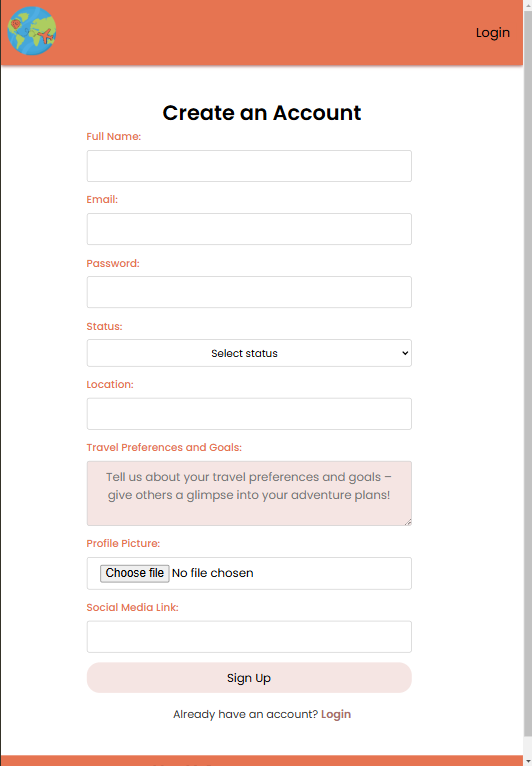 Login
Create an Account
Full Name:
Email:
Password:
Status:
Select status
Location:
Travel Preferences and Goals:
Tell us about your travel preferences and goals –
give others a glimpse into your adventure plans!
Profile Picture:
Choose file No file chosen
Social Media Link:
Sign Up
Already have an account? Login